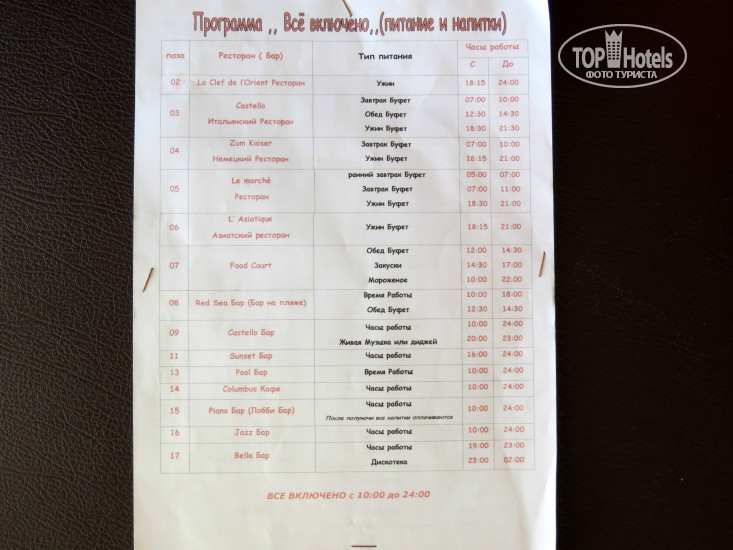 Программа ,, Всё включено,,(питание и напитки)
TOP Hotels
ФОТО ТУРИСТА
поза Ресторан ( Бар) Тип питания Часы работы
С До
02 La Clef de l'Orient Ресторан Ужин 18:15 24:00
03 Castello Итальянский Ресторан Завтрак Буфет 07:00 10:00
Обед Буфет 12:30 14:30
Ужин Буфет 18:30 21:30
04 Zum Kaiser Немецкий Ресторан Завтрак Буфет 07:00 10:00
Ужин Буфет 18:15 21:00
05 Le marché Ресторан ранний завтрак Буфет 05:00 07:00
Завтрак Буфет 07:00 11:00
Ужин Буфет 18:30 21:00
06 L' Asiatique Азиатский ресторан Ужин Буфет 18:15 21:00
07 Food Court Обед Буфет 12:00 14:30
Закуски 14:30 17:00
Мороженое 10:00 22:00
08 Red Sea Бар (Бар на пляже) Время Работы 10:00 18:00
Обед Буфет 12:30 14:30
09 Castello Бар Часы работы 10:00 24:00
Живая Музыка или диджей 20:00 23:00
11 Sunset Бар Часы работы 16:00 24:00
13 Pool Бар Время Работы 10:00 24:00
14 Columbus Кафе Часы работы 10:00 24:00
15 Piano Бар (Лобби Бар) Часы работы 10:00 24:00
После полуночи все напитки оплачиваются
16 Jazz Бар Часы работы 10:00 24:00
17 Bella Бар Часы работы 19:00 23:00
Дискотека 23:00 02:00
ВСЕ ВКЛЮЧЕНО с 10:00 до 24:00